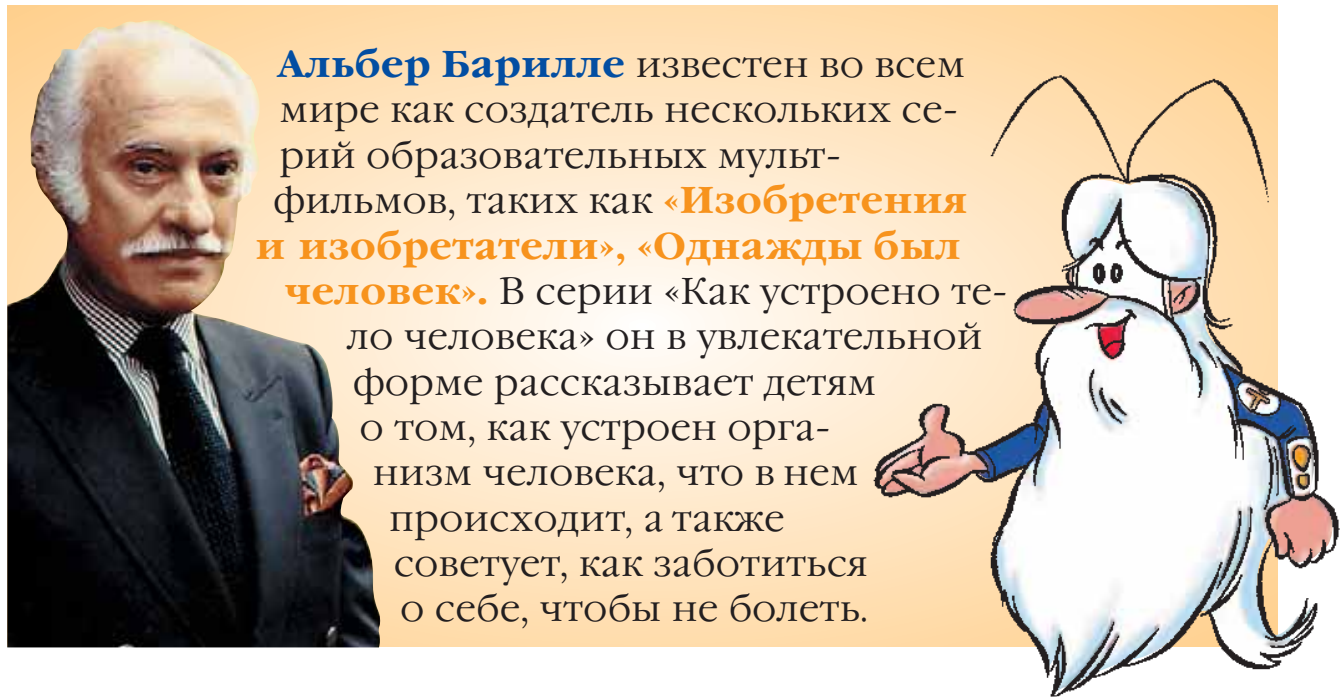 Альбер Барилле известен во всем
мире как создатель нескольких се-
рий образовательных мульт-
фильмов, таких как «Изобретения
и изобретатели», «Однажды был
человек». В серии «Как устроено те-
ло человека» он в увлекательной
форме рассказывает детям
о том, как устроен орга-
низм человека, что в нем
происходит, а также
советует, как заботиться
о себе, чтобы не болеть.